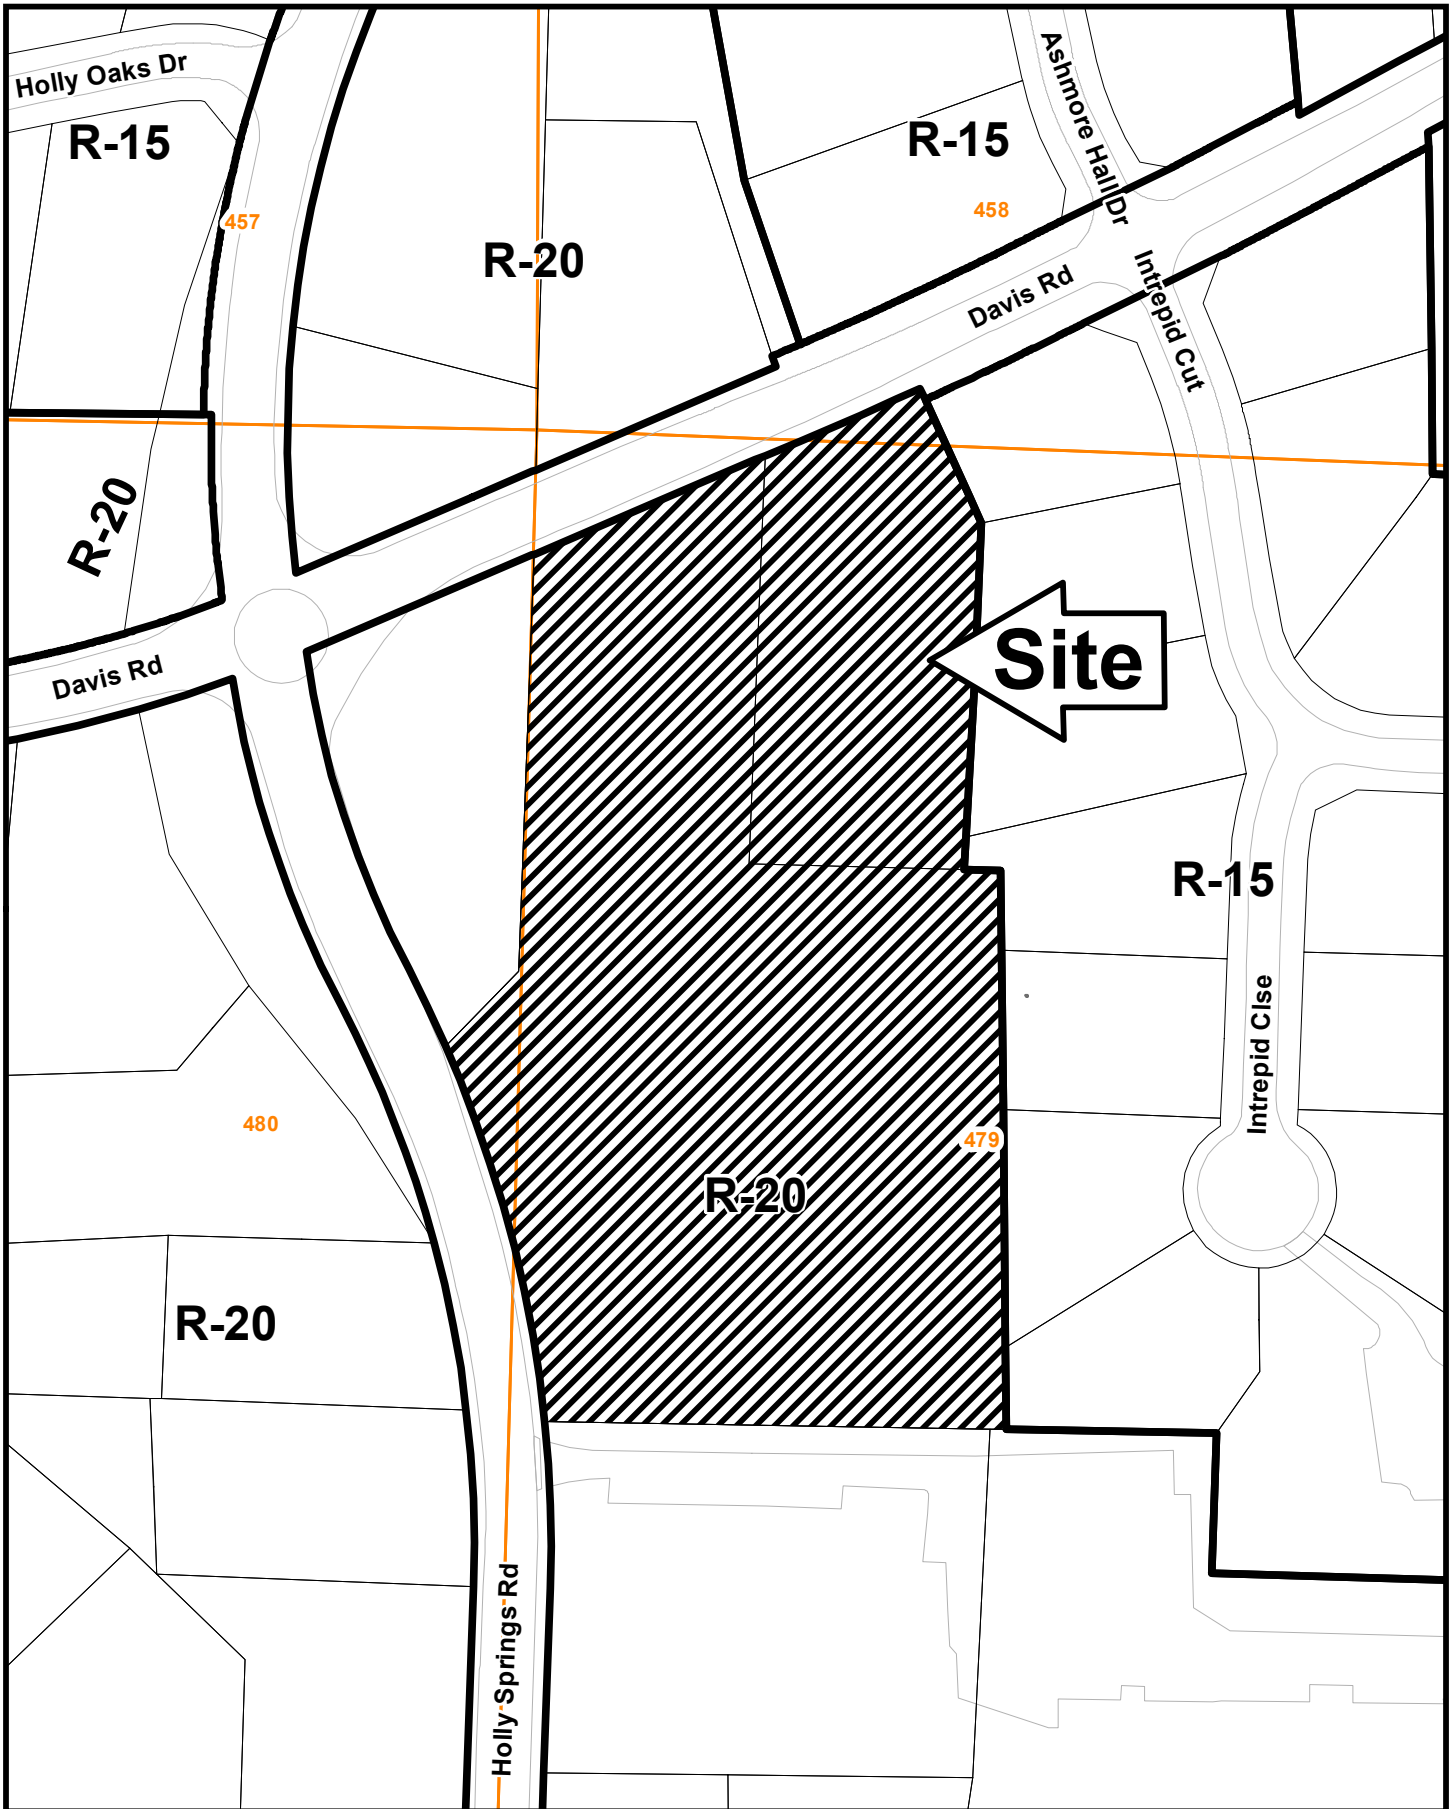 Holly Oaks Dr
R-15
Ashmore Hall Dr
R-15
457
458
R-20
Intrepid Cut
Davis Rd
R-20
Site
Davis Rd
R-15
Intrepid Clse
480
479
R-20
R-20
Holly Springs Rd